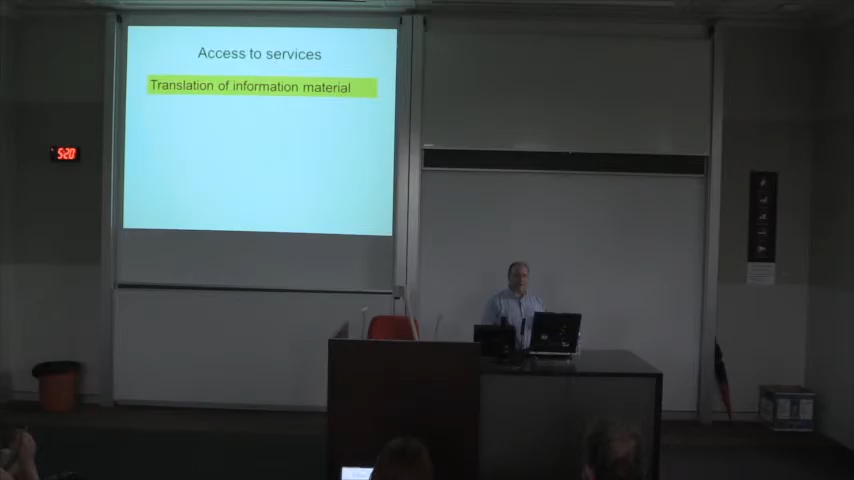 Access to services
Translation of information material
5:20